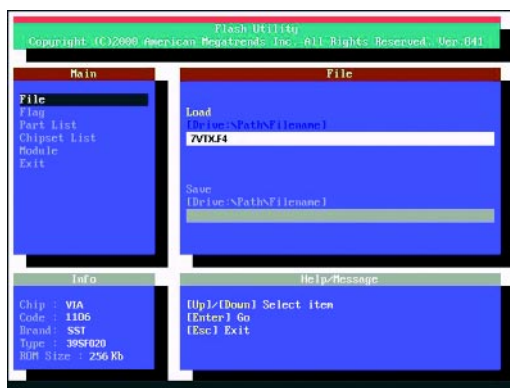 Flash Utility
Copyright (C)2000 American Megatrends Inc. All Rights Reserved. Ver:841
Main
File
Flag
Part List
Chipset List
Module
Exit
File
Load
[Drive:\Path\Filename]
7VTX.F4
Save
[Drive:\Path\Filename]
Info
Chip : VIA
Code : 1106
Brand: SST
Type : 39SF020
ROM Size : 256 Kb
Help/Message
[Up]/[Down] Select item
[Enter] Go
[Esc] Exit